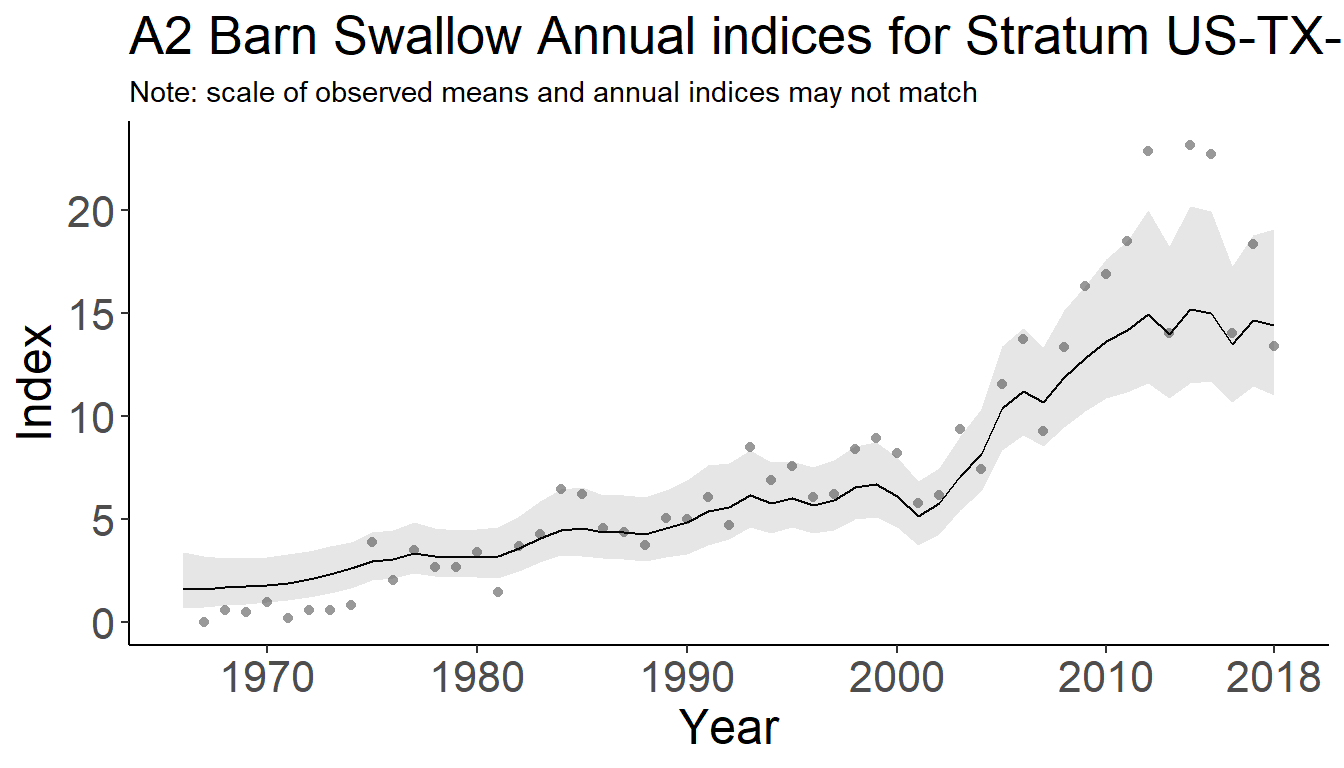 A2 Barn Swallow Annual indices for Stratum US-TX-
Note: scale of observed means and annual indices may not match
20
15
10
5
0
Index
1970 1980 1990 2000 2010 2018
Year